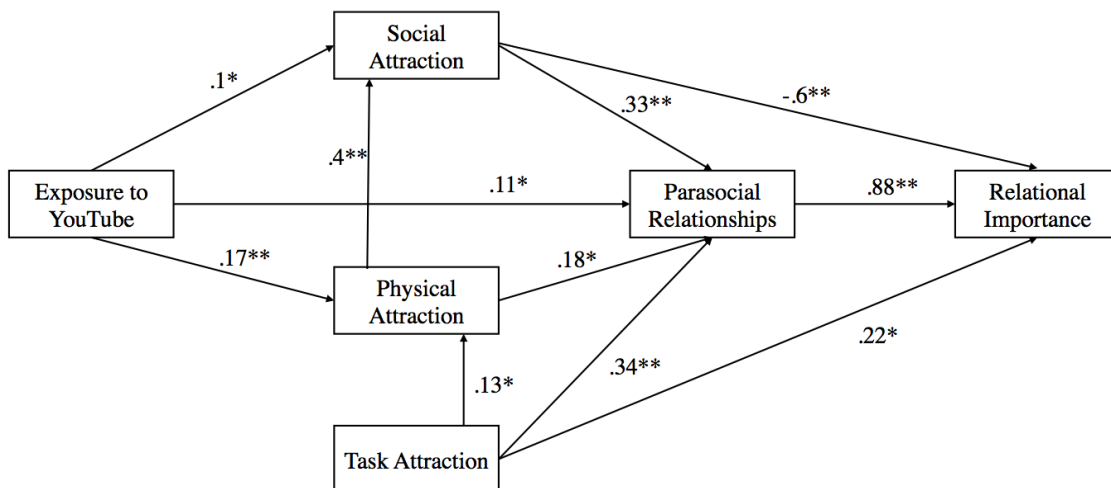 Social
Attraction
.1*
-.6**
.33**
.4**
Exposure to
YouTube
.11*
Parasocial
Relationships
.88**
Relational
Importance
.17**
.18*
Physical
Attraction
.22*
.34**
.13*
Task Attraction